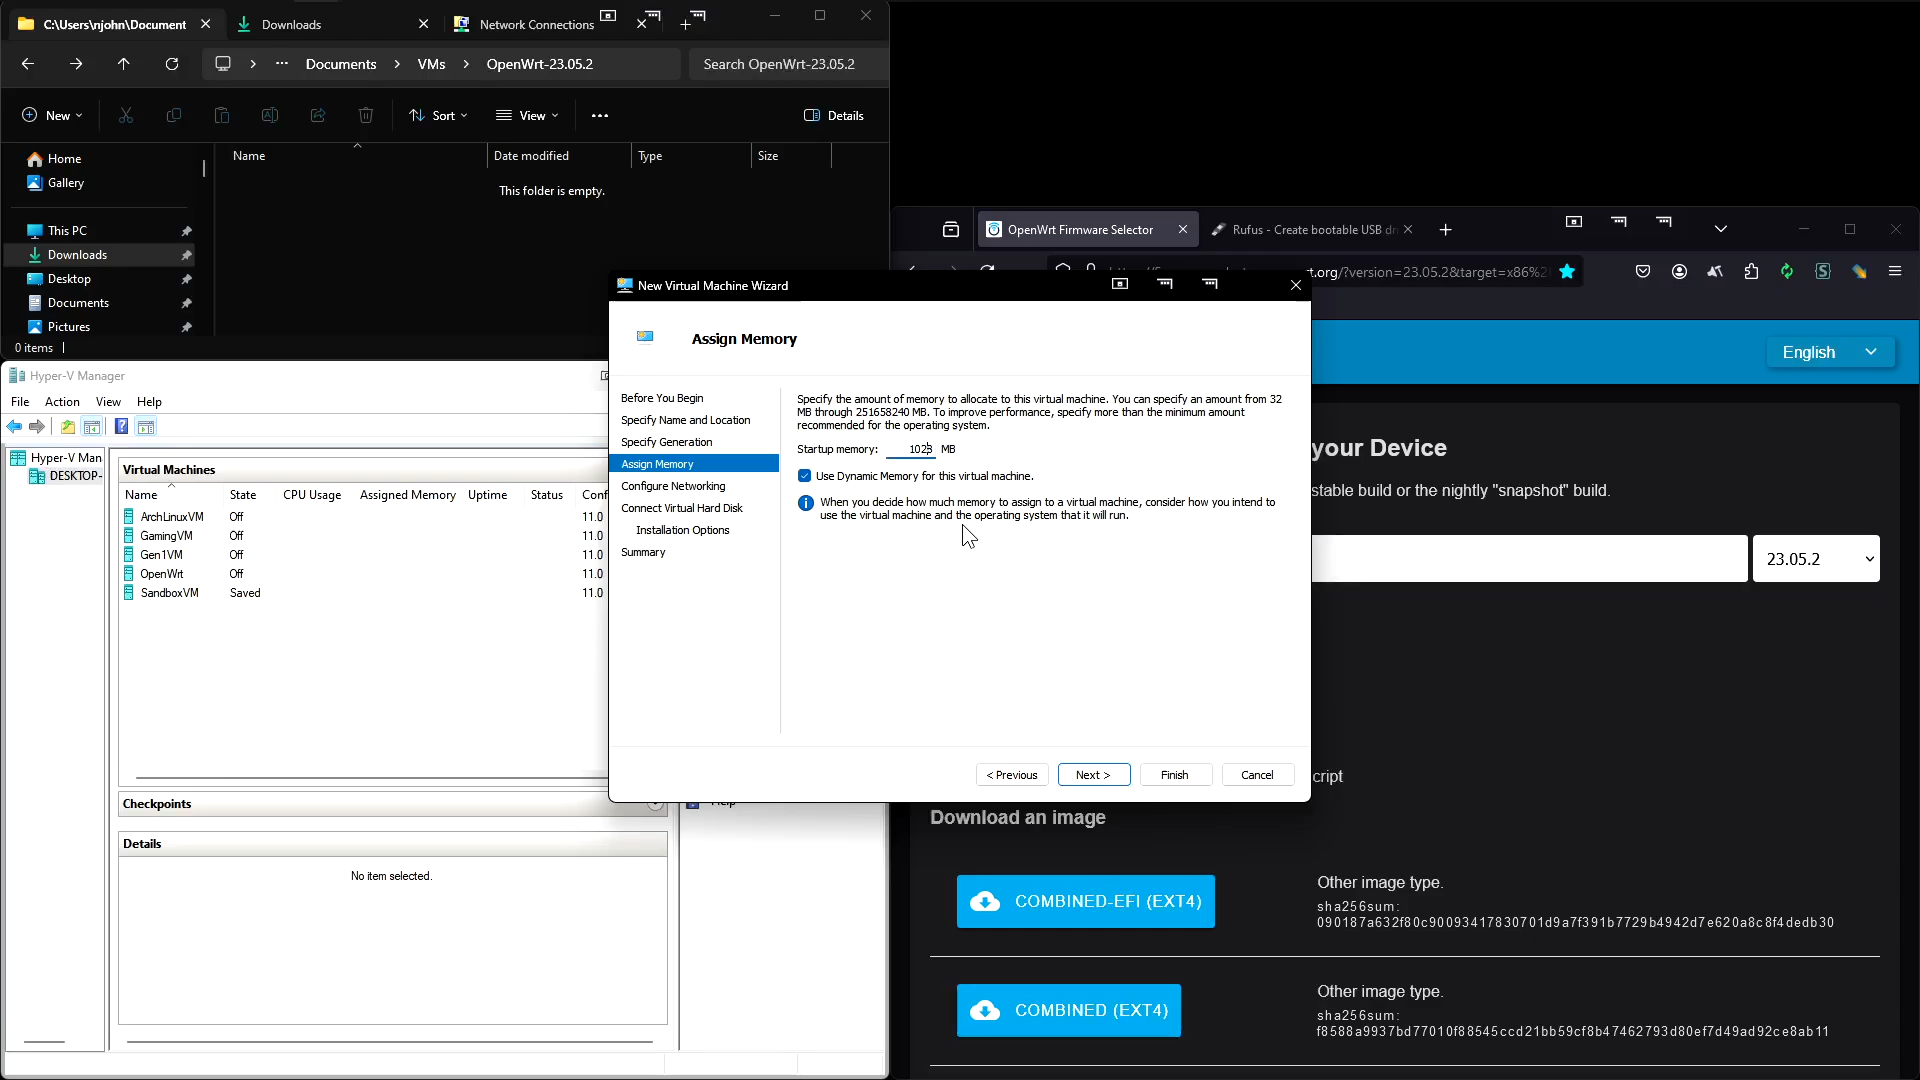 C:\Users\njohn\Document
Downloads
Network Connections
Documents
VMs
OpenWrt-23.05.2
Search OpenWrt-23.05.2
New
Sort
View
Details
Home
Gallery
This PC
Downloads
Desktop
Documents
Pictures
0 items
Name
Date modified
Type
Size
This folder is empty.
Hyper-V Manager
File
Action
View
Help
Hyper-V Man
DESKTOP-
Virtual Machines
Name
State
CPU Usage
Assigned Memory
Uptime
Status
Conf
ArchLinuxVM Off 11.0
GamingVM Off 11.0
Gen1VM Off 11.0
OpenWrt Off 11.0
SandboxVM Saved 11.0
Checkpoints
Details
No item selected.
New Virtual Machine Wizard
Assign Memory
Before You Begin
Specify Name and Location
Specify Generation
Assign Memory
Configure Networking
Connect Virtual Hard Disk
Installation Options
Summary
Specify the amount of memory to allocate to this virtual machine. You can specify an amount from 32
MB through 251658240 MB. To improve performance, specify more than the minimum amount
recommended for the operating system.
Startup memory: MB
Use Dynamic Memory for this virtual machine.
When you decide how much memory to assign to a virtual machine, consider how you intend to
use the virtual machine and the operating system that it will run.
< Previous
Next >
Finish
Cancel
OpenWrt Firmware Selector
Rufus - Create bootable USB dri
rt.org/?version=23.05.2&target=x86%2
English
your Device
stable build or the nightly "snapshot" build.
23.05.2
cript
Download an image
COMBINED-EFI (EXT4)
Other image type.
sha256sum:
090187a632f80c90093417830701d9a7f391b7729b4942d7e620a8c8f4dedb30
COMBINED (EXT4)
Other image type.
sha256sum:
f8588a9937bd77010f88545ccd21bb59cf8b47462793d80ef7d49ad92ce8ab11